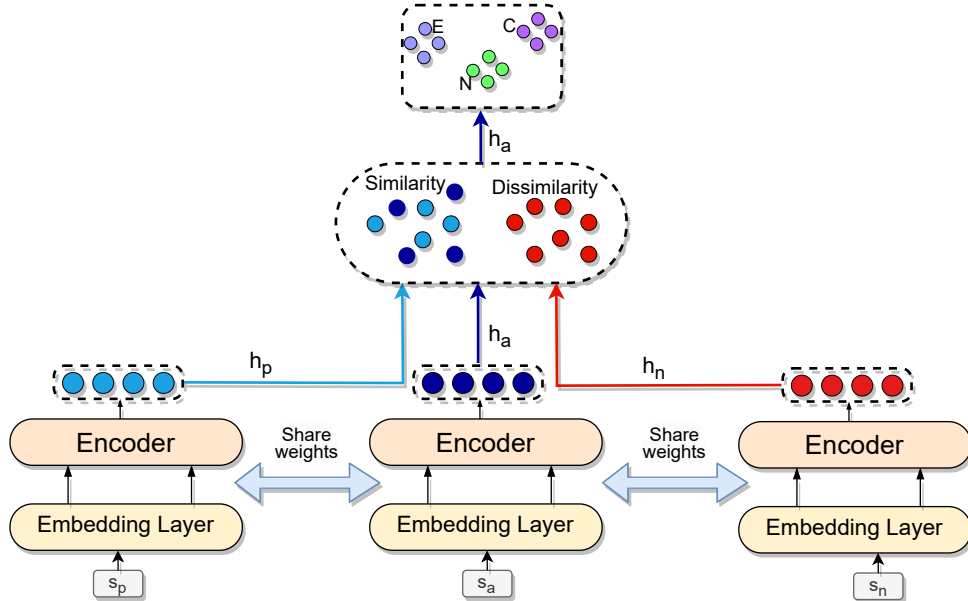 E
C
N
h_a
Similarity
Dissimilarity
h_p
h_a
h_n
Encoder
Share
weights
Encoder
Share
weights
Encoder
Embedding Layer
Embedding Layer
Embedding Layer
s_p
s_a
s_n